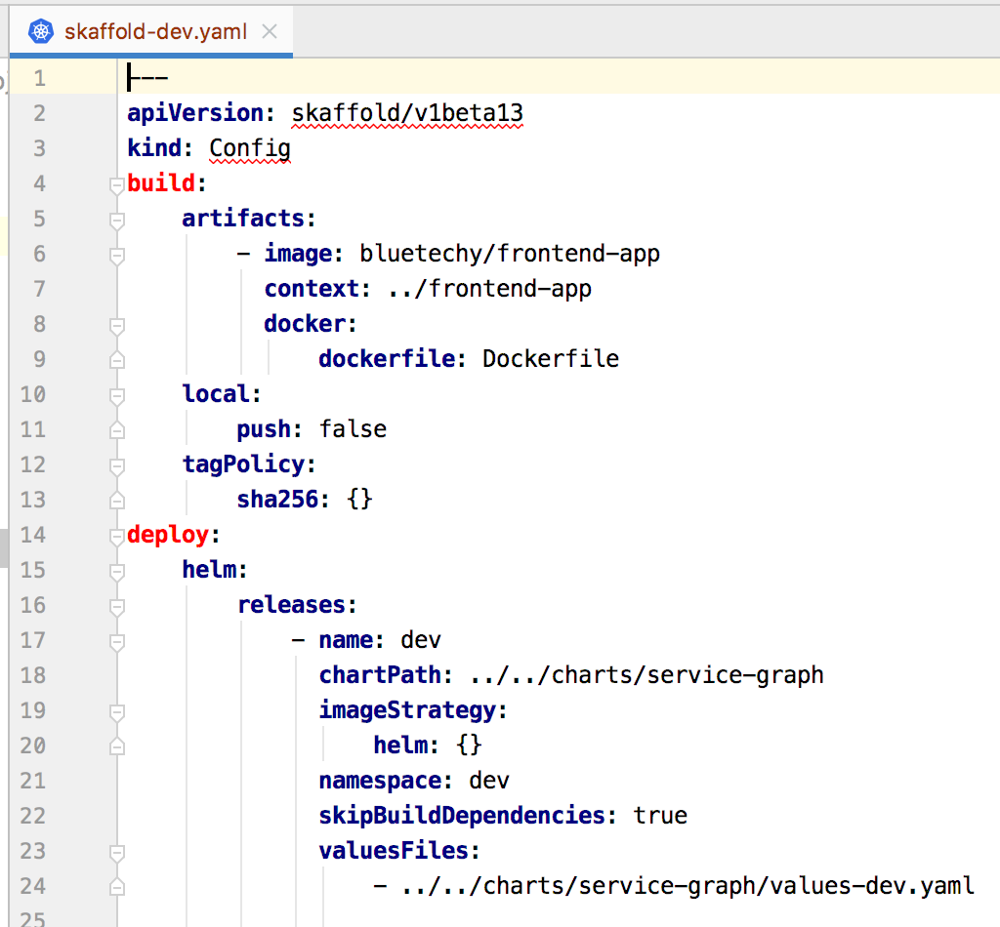 skaffold-dev.yaml
1 ---
2 apiVersion: skaffold/v1beta13
3 kind: Config
4 build:
5     artifacts:
6         - image: bluetechy/frontend-app
7           context: ../frontend-app
8           docker:
9               dockerfile: Dockerfile
10     local:
11         push: false
12     tagPolicy:
13         sha256: {}
14 deploy:
15     helm:
16         releases:
17             - name: dev
18               chartPath: ../../charts/service-graph
19               imageStrategy:
20                   helm: {}
21               namespace: dev
22               skipBuildDependencies: true
23               valuesFiles:
24                   - ../../charts/service-graph/values-dev.yaml
25